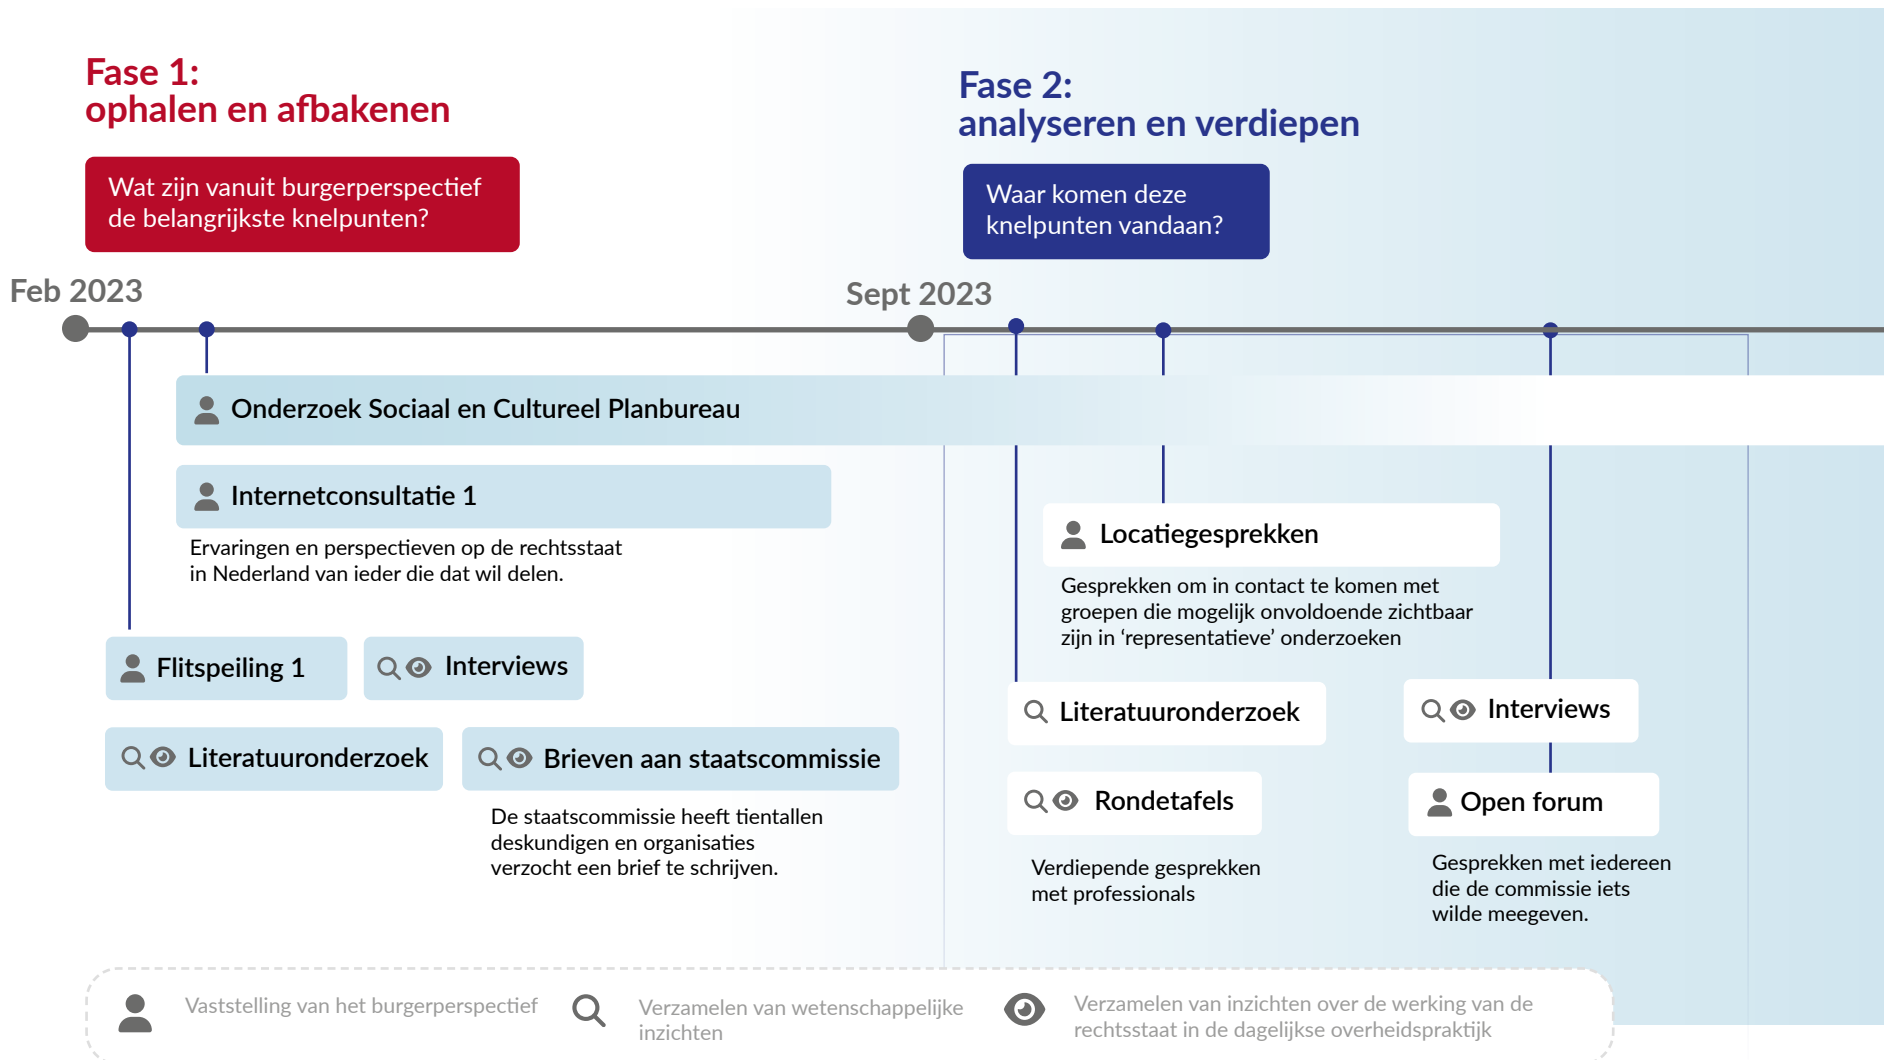 Fase 1:
ophalen en afbakenen
Wat zijn vanuit burgerperspectief
de belangrijkste knelpunten?
Fase 2:
analyseren en verdiepen
Waar komen deze
knelpunten vandaan?
Feb 2023
Sept 2023
Onderzoek Sociaal en Cultureel Planbureau
Internetconsultatie 1
Ervaringen en perspectieven op de rechtsstaat
in Nederland van ieder die dat wil delen.
Flitspeiling 1
Interviews
Literatuuronderzoek
Brieven aan staatscommissie
De staatscommissie heeft tientallen
deskundigen en organisaties
verzocht een brief te schrijven.
Locatiegesprekken
Gesprekken om in contact te komen met
groepen die mogelijk onvoldoende zichtbaar
zijn in ‘representatieve’ onderzoeken
Literatuuronderzoek
Interviews
Rondetafels
Verdiepende gesprekken
met professionals
Open forum
Gesprekken met iedereen
die de commissie iets
wilde meegeven.
Vaststelling van het burgerperspectief
Verzamelen van wetenschappelijke
inzichten
Verzamelen van inzichten over de werking van de
rechtsstaat in de dagelijkse overheidspraktijk